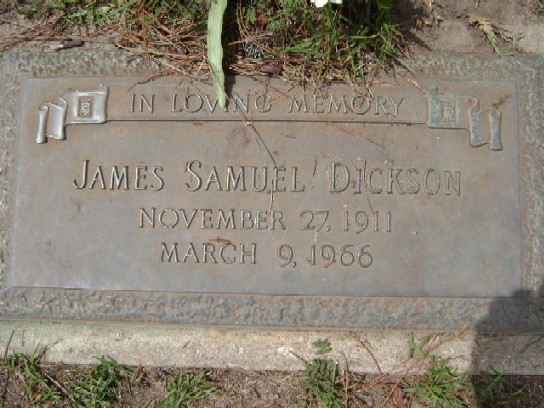 IN LOVING MEMORY
JAMES SAMUEL DICKSON
NOVEMBER 27, 1911
MARCH 9, 1966